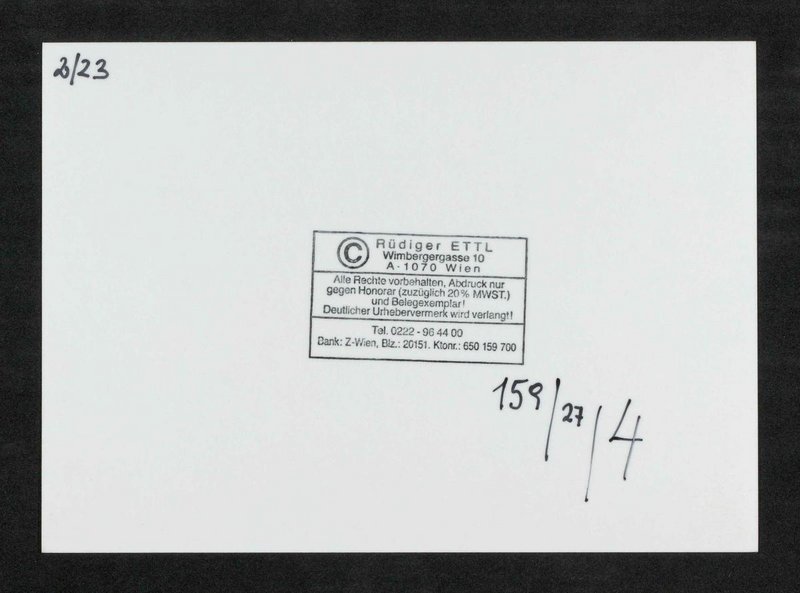 2/23
© Rüdiger ETTL
Wimbergergasse 10
A-1070 Wien
Alle Rechte vorbehalten, Abdruck nur
gegen Honorar (zuzüglich 20% MWST.)
und Belegexemplar!
Deutlicher Urhebervermerk wird verlangt!
Tel. 0222 - 96 44 00
Bank: Z-Wien, Blz.: 20151. Ktonr.: 650 159 700
159/27/4